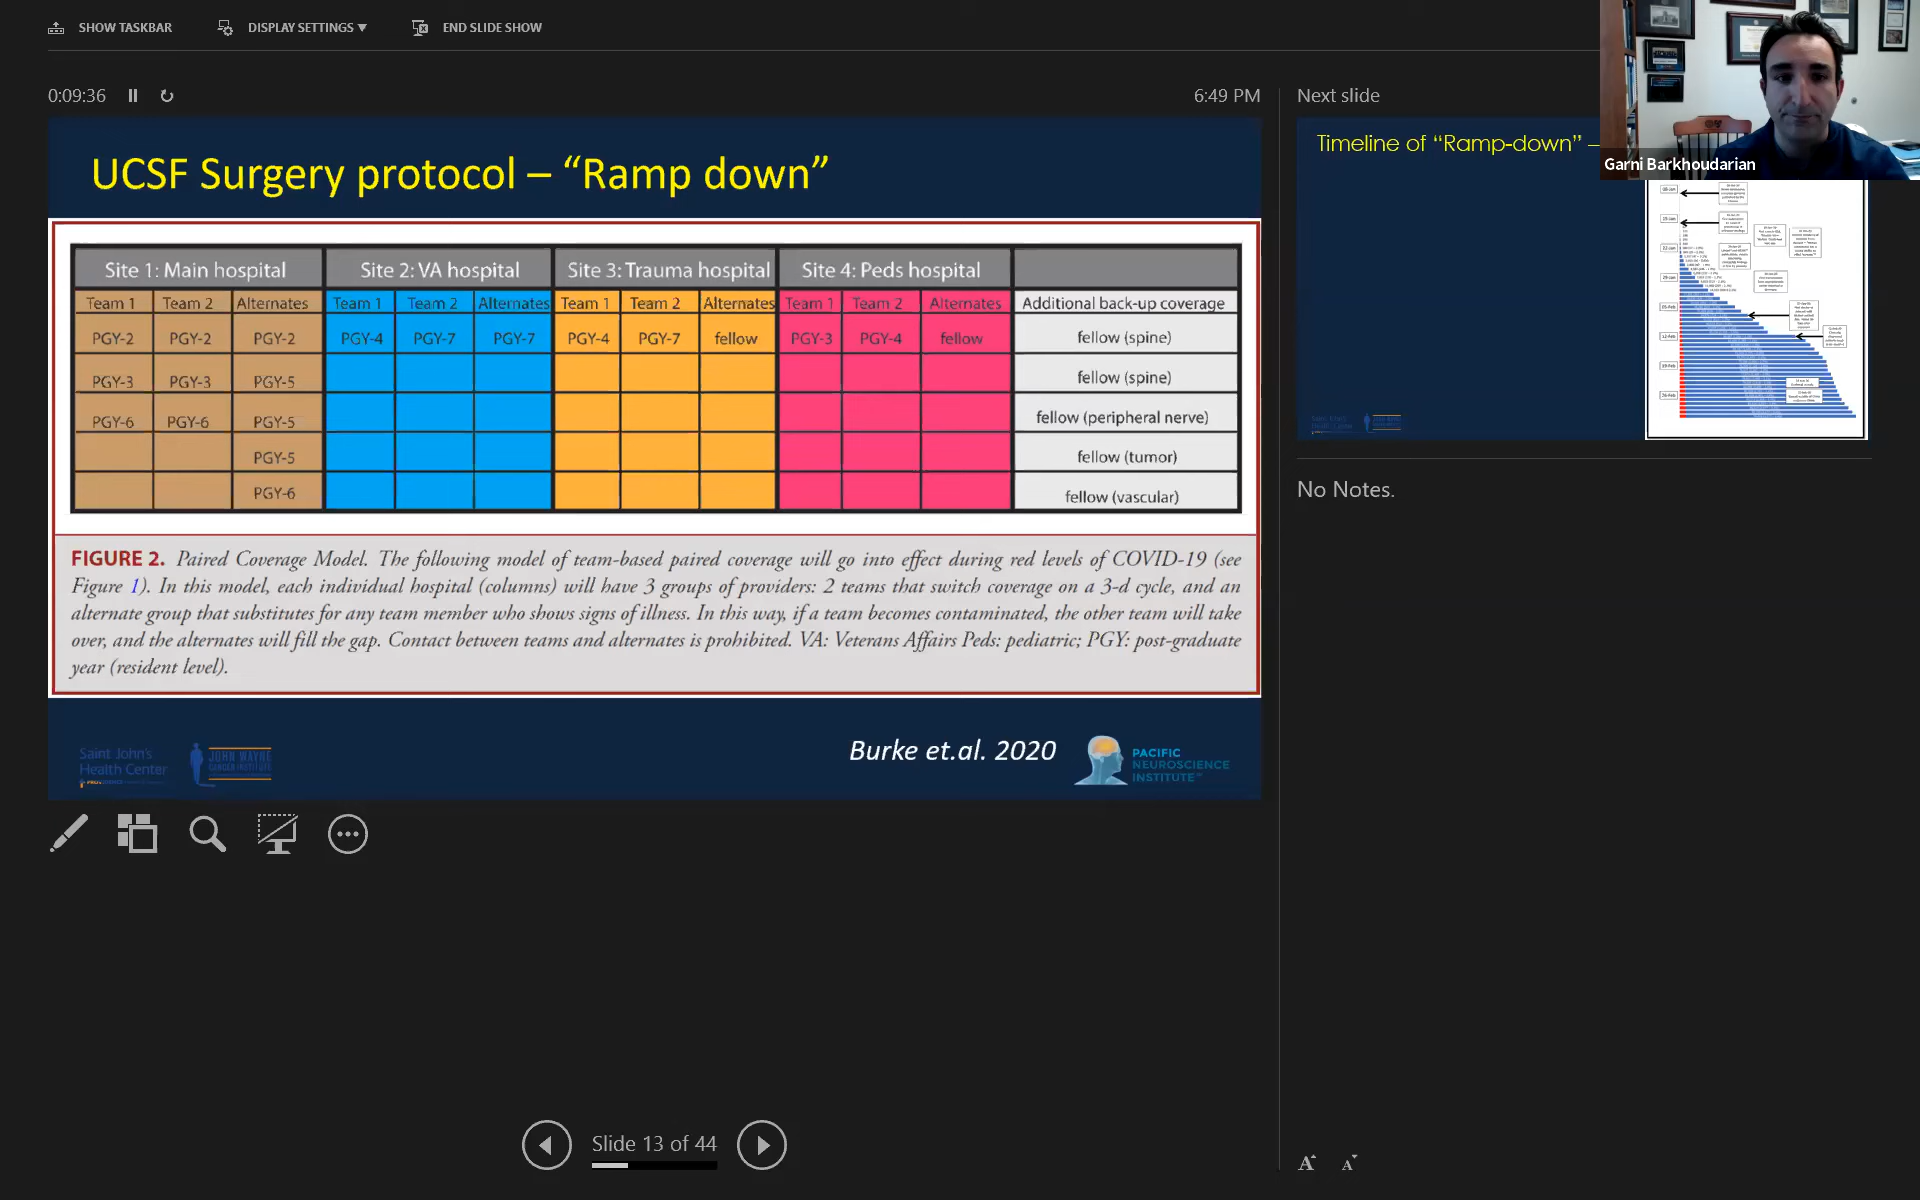 SHOW TASKBAR
DISPLAY SETTINGS ▼
END SLIDE SHOW
0:09:36
6:49 PM
Next slide
UCSF Surgery protocol – “Ramp down”
Site 1: Main hospital Site 2: VA hospital Site 3: Trauma hospital Site 4: Peds hospital
Team 1 Team 2 Alternates Team 1 Team 2 Alternates Team 1 Team 2 Alternates Team 1 Team 2 Alternates Additional back-up coverage
PGY-2 PGY-2 PGY-2 PGY-4 PGY-7 PGY-7 PGY-4 PGY-7 fellow PGY-3 PGY-4 fellow fellow (spine)
PGY-3 PGY-3 PGY-5 fellow (spine)
PGY-6 PGY-6 PGY-5 fellow (peripheral nerve)
PGY-5 fellow (tumor)
PGY-6 fellow (vascular)
FIGURE 2. Paired Coverage Model. The following model of team-based paired coverage will go into effect during red levels of COVID-19 (see
Figure 1). In this model, each individual hospital (columns) will have 3 groups of providers: 2 teams that switch coverage on a 3-d cycle, and an
alternate group that substitutes for any team member who shows signs of illness. In this way, if a team becomes contaminated, the other team will take
over, and the alternates will fill the gap. Contact between teams and alternates is prohibited. VA: Veterans Affairs Peds: pediatric; PGY: post-graduate
year (resident level).
Saint John's
Health Center
JOHN WAYNE
CANCER INSTITUTE
Burke et.al. 2020
PACIFIC
NEUROSCIENCE
INSTITUTE
Slide 13 of 44
Timeline of “Ramp-down” –
Garni Barkhoudarian
No Notes.
A A